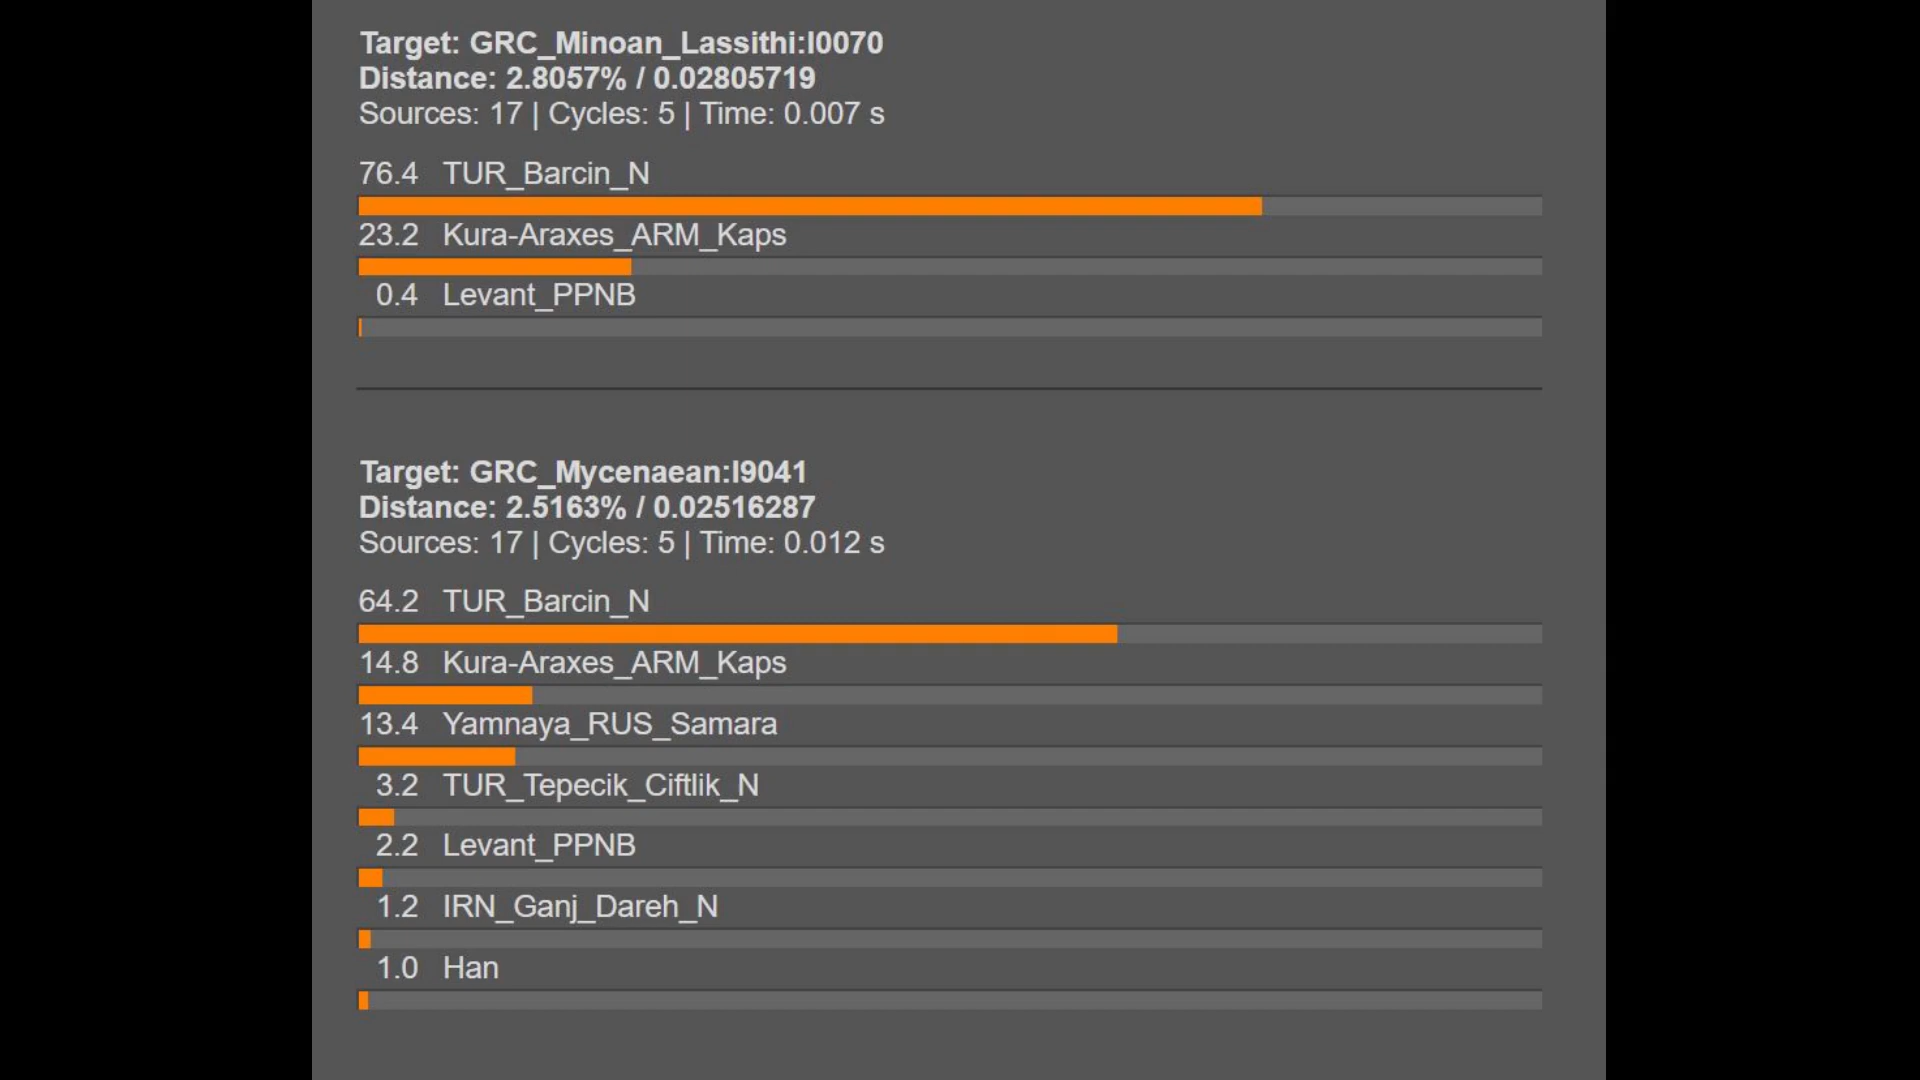 Target: GRC_Minoan_Lassithi:I0070
Distance: 2.8057% / 0.02805719
Sources: 17 | Cycles: 5 | Time: 0.007 s
76.4 TUR_Barcin_N
23.2 Kura-Araxes_ARM_Kaps
0.4 Levant_PPNB
Target: GRC_Mycenaean:I9041
Distance: 2.5163% / 0.02516287
Sources: 17 | Cycles: 5 | Time: 0.012 s
64.2 TUR_Barcin_N
14.8 Kura-Araxes_ARM_Kaps
13.4 Yamnaya_RUS_Samara
3.2 TUR_Tepecik_Ciftlik_N
2.2 Levant_PPNB
1.2 IRN_Ganj_Dareh_N
1.0 Han